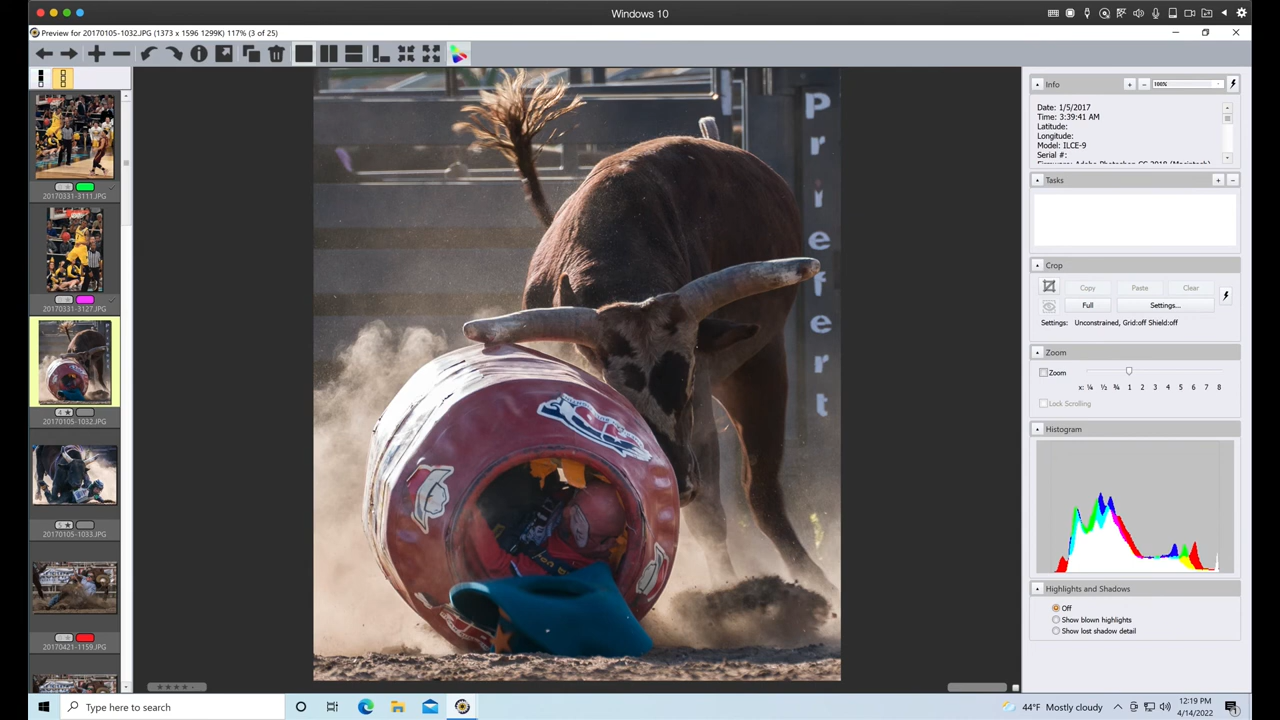 Windows 10
Preview for 20170105-1032.JPG (1373 x 1596 1299K) 117% (3 of 25)
20170331-3111.JPG
20170331-3127.JPG
20170105-1032.JPG
20170105-1033.JPG
20170421-1159.JPG
P
r
i
e
f
e
r
t
Info
100%
Date: 1/5/2017
Time: 3:39:41 AM
Latitude:
Longitude:
Model: ILCE-9
Serial #:
Tasks
Crop
Copy
Paste
Clear
Full
Settings...
Settings: Unconstrained, Grid:off Shield:off
Zoom
Zoom
x: ¼ ½ ¾ 1 2 3 4 5 6 7 8
Lock Scrolling
Histogram
Highlights and Shadows
Off
Show blown highlights
Show lost shadow detail
Type here to search
44°F Mostly cloudy
12:19 PM
4/14/2022